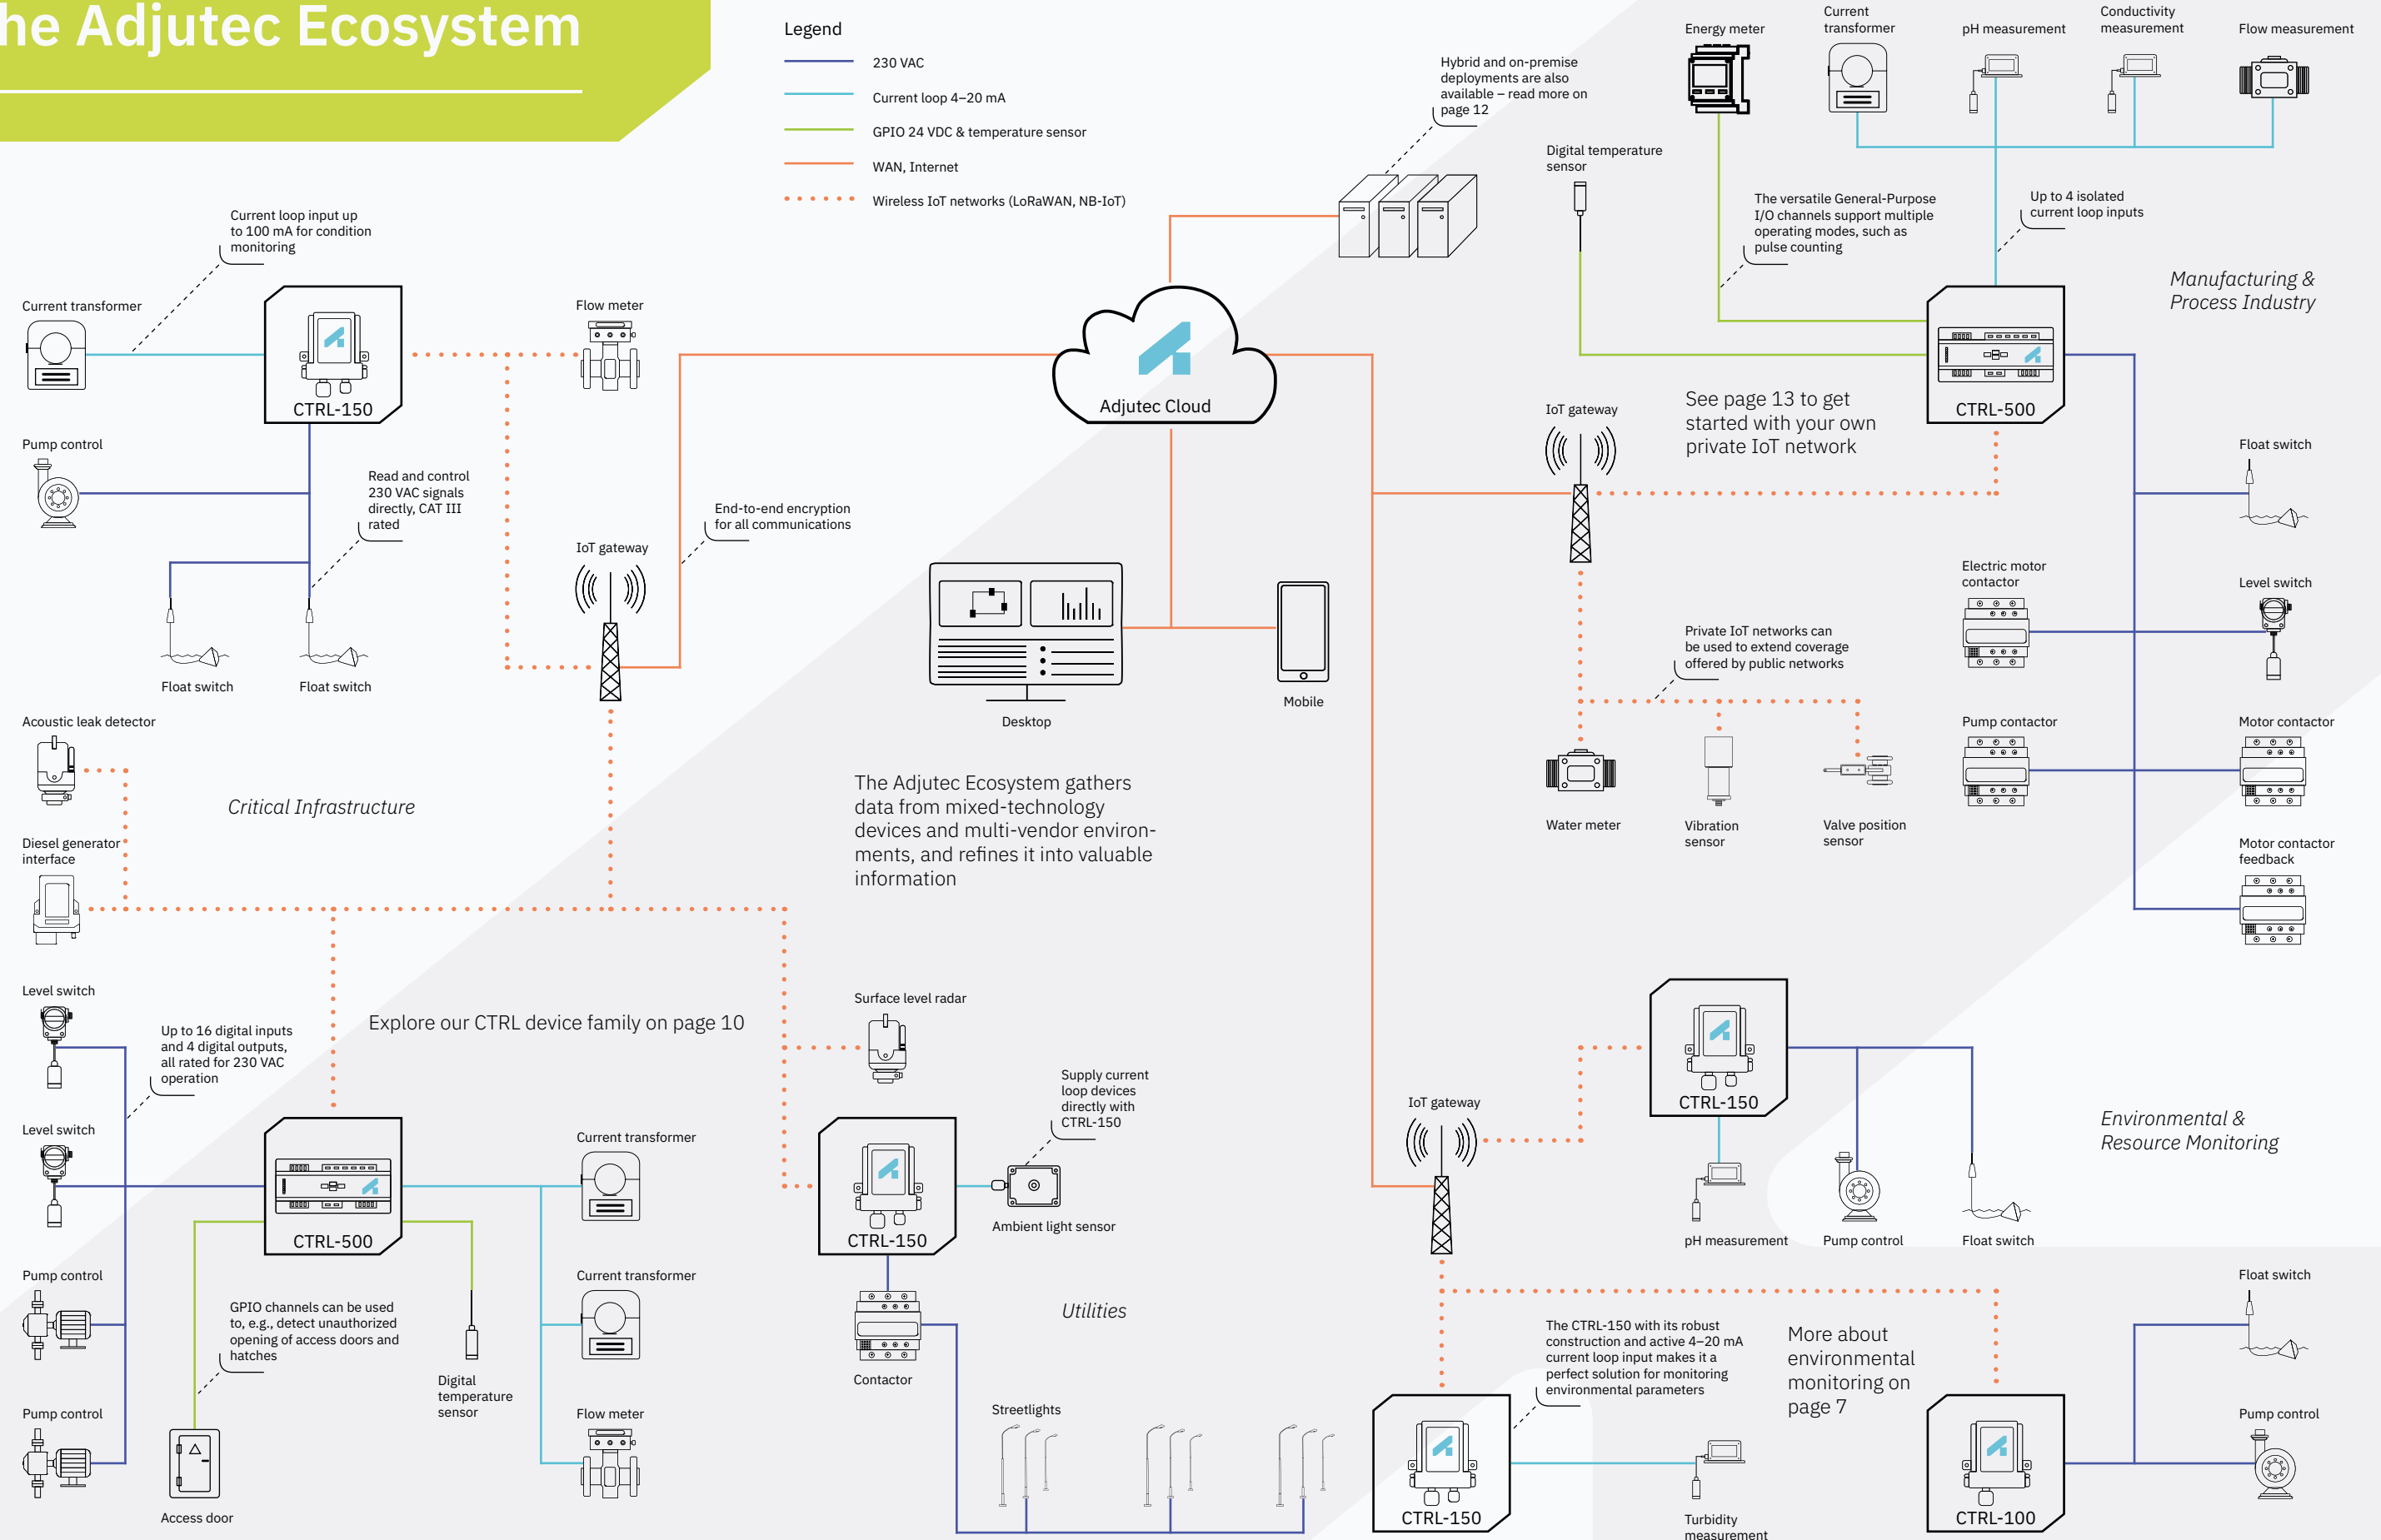 he Adjutec Ecosystem
Legend
230 VAC
Current loop 4–20 mA
GPIO 24 VDC & temperature sensor
WAN, Internet
Wireless IoT networks (LoRaWAN, NB-IoT)
Hybrid and on-premise
deployments are also
available – read more on
page 12
Energy meter
Current
transformer
pH measurement
Conductivity
measurement
Flow measurement
Digital temperature
sensor
The versatile General-Purpose
I/O channels support multiple
operating modes, such as
pulse counting
Up to 4 isolated
current loop inputs
Manufacturing &
Process Industry
Current loop input up
to 100 mA for condition
monitoring
Current transformer
CTRL-150
Flow meter
Adjutec Cloud
IoT gateway
See page 13 to get
started with your own
private IoT network
CTRL-500
Pump control
Read and control
230 VAC signals
directly, CAT III
rated
End-to-end encryption
for all communications
IoT gateway
Float switch
Float switch
Float switch
Electric motor
contactor
Level switch
Private IoT networks can
be used to extend coverage
offered by public networks
Desktop
Mobile
Acoustic leak detector
Critical Infrastructure
Diesel generator
interface
The Adjutec Ecosystem gathers
data from mixed-technology
devices and multi-vendor environ-
ments, and refines it into valuable
information
Water meter
Vibration
sensor
Valve position
sensor
Pump contactor
Motor contactor
Motor contactor
feedback
Level switch
Up to 16 digital inputs
and 4 digital outputs,
all rated for 230 VAC
operation
Explore our CTRL device family on page 10
Surface level radar
Supply current
loop devices
directly with
CTRL-150
Level switch
CTRL-500
Current transformer
CTRL-150
Ambient light sensor
IoT gateway
CTRL-150
Environmental &
Resource Monitoring
pH measurement
Pump control
Float switch
Pump control
GPIO channels can be used
to, e.g., detect unauthorized
opening of access doors and
hatches
Current transformer
Digital
temperature
sensor
Contactor
Utilities
The CTRL-150 with its robust
construction and active 4–20 mA
current loop input makes it a
perfect solution for monitoring
environmental parameters
More about
environmental
monitoring on
page 7
Float switch
Pump control
Access door
Flow meter
Streetlights
CTRL-150
Turbidity
measurement
CTRL-100
Pump control